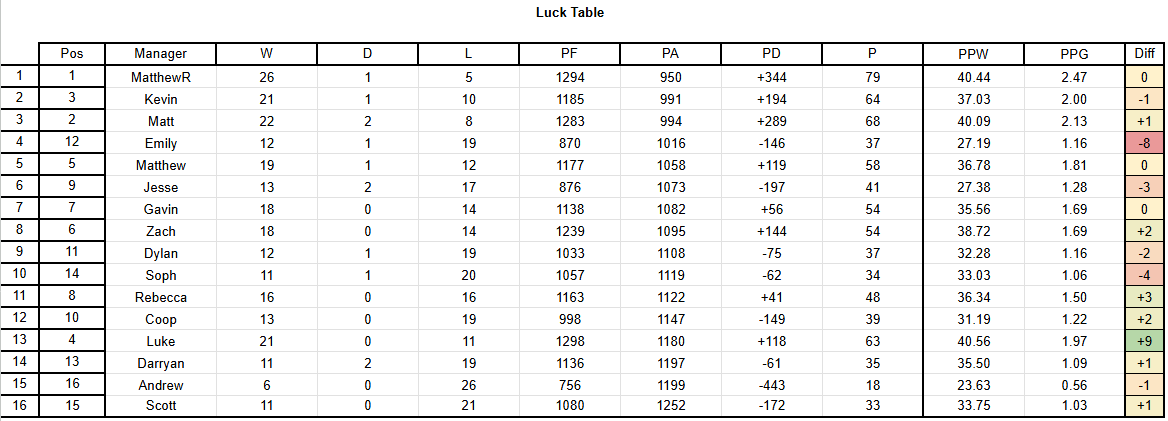 Luck Table
Pos Manager W D L PF PA PD P PPW PPG Diff
1 1 MatthewR 26 1 5 1294 950 +344 79 40.44 2.47 0
2 3 Kevin 21 1 10 1185 991 +194 64 37.03 2.00 -1
3 2 Matt 22 2 8 1283 994 +289 68 40.09 2.13 +1
4 12 Emily 12 1 19 870 1016 -146 37 27.19 1.16 -8
5 5 Matthew 19 1 12 1177 1058 +119 58 36.78 1.81 0
6 9 Jesse 13 2 17 876 1073 -197 41 27.38 1.28 -3
7 7 Gavin 18 0 14 1138 1082 +56 54 35.56 1.69 0
8 6 Zach 18 0 14 1239 1095 +144 54 38.72 1.69 +2
9 11 Dylan 12 1 19 1033 1108 -75 37 32.28 1.16 -2
10 14 Soph 11 1 20 1057 1119 -62 34 33.03 1.06 -4
11 8 Rebecca 16 0 16 1163 1122 +41 48 36.34 1.50 +3
12 10 Coop 13 0 19 998 1147 -149 39 31.19 1.22 +2
13 4 Luke 21 0 11 1298 1180 +118 63 40.56 1.97 +9
14 13 Darryan 11 2 19 1136 1197 -61 35 35.50 1.09 +1
15 16 Andrew 6 0 26 756 1199 -443 18 23.63 0.56 -1
16 15 Scott 11 0 21 1080 1252 -172 33 33.75 1.03 +1